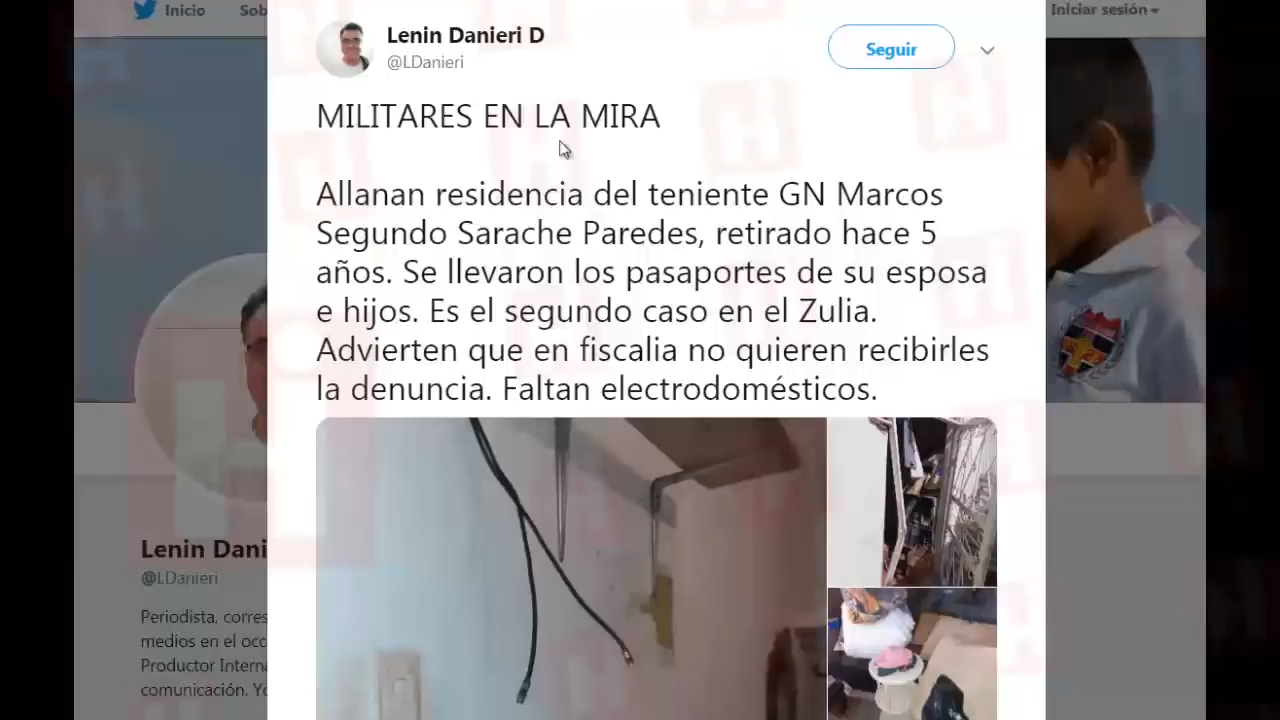 Inicio
Sob
Iniciar sesión
Lenin Danieri D
@LDanieri
Seguir
MILITARES EN LA MIRA
Allanan residencia del teniente GN Marcos
Segundo Sarache Paredes, retirado hace 5
años. Se llevaron los pasaportes de su esposa
e hijos. Es el segundo caso en el Zulia.
Advierten que en fiscalia no quieren recibirles
la denuncia. Faltan electrodomésticos.
Lenin Dani
@LDanieri
Periodista, corres
medios en el occ
Productor Interna
comunicación. Yo